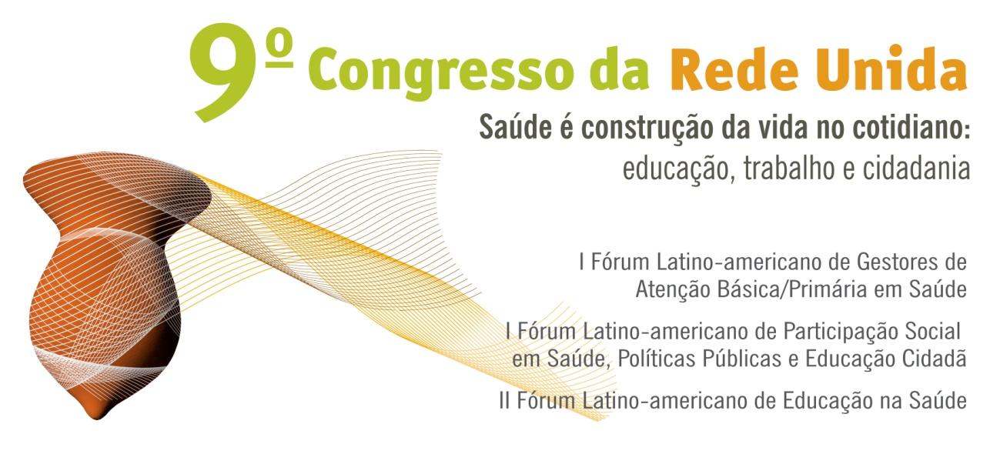 9º Congresso da Rede Unida
Saúde é construção da vida no cotidiano:
educação, trabalho e cidadania
I Fórum Latino-americano de Gestores de
Atenção Básica/Primária em Saúde
I Fórum Latino-americano de Participação Social
em Saúde, Políticas Públicas e Educação Cidadã
II Fórum Latino-americano de Educação na Saúde